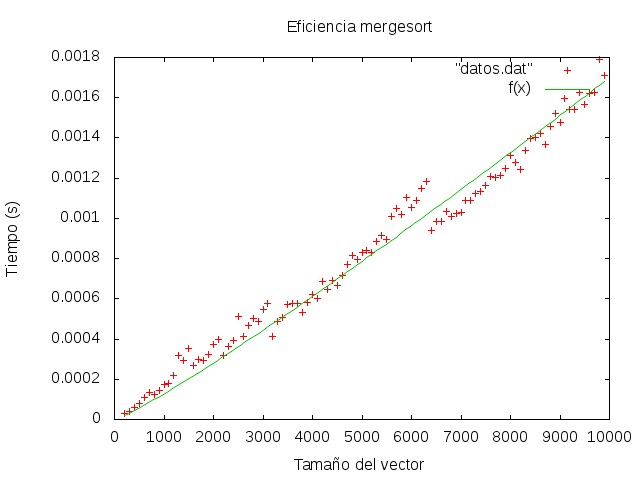 Eficiencia mergesort
0.0018
0.0016
0.0014
0.0012
0.001
0.0008
0.0006
0.0004
0.0002
0
Tiempo (s)
"datos.dat"
f(x)
0 1000 2000 3000 4000 5000 6000 7000 8000 9000 10000
Tamaño del vector